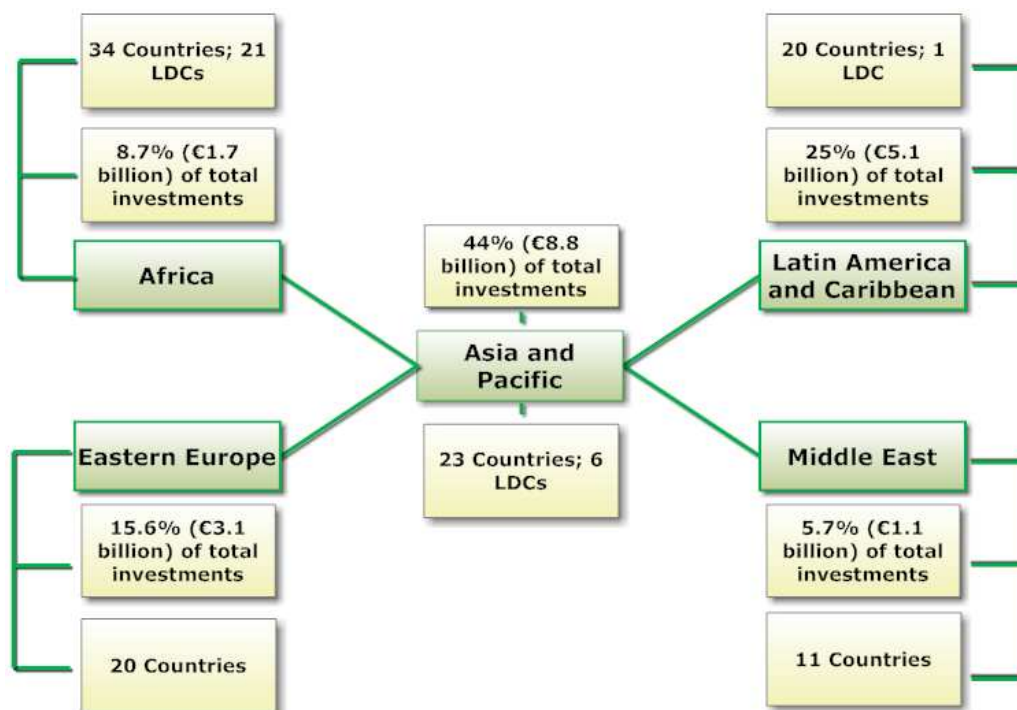 34 Countries; 21
LDCs
8.7% (€1.7
billion) of total
investments
Africa
20 Countries; 1
LDC
25% (€5.1
billion) of total
investments
Latin America
and Caribbean
44% (€8.8
billion) of total
investments
Asia and
Pacific
23 Countries; 6
LDCs
Eastern Europe
15.6% (€3.1
billion) of total
investments
20 Countries
Middle East
5.7% (€1.1
billion) of total
investments
11 Countries